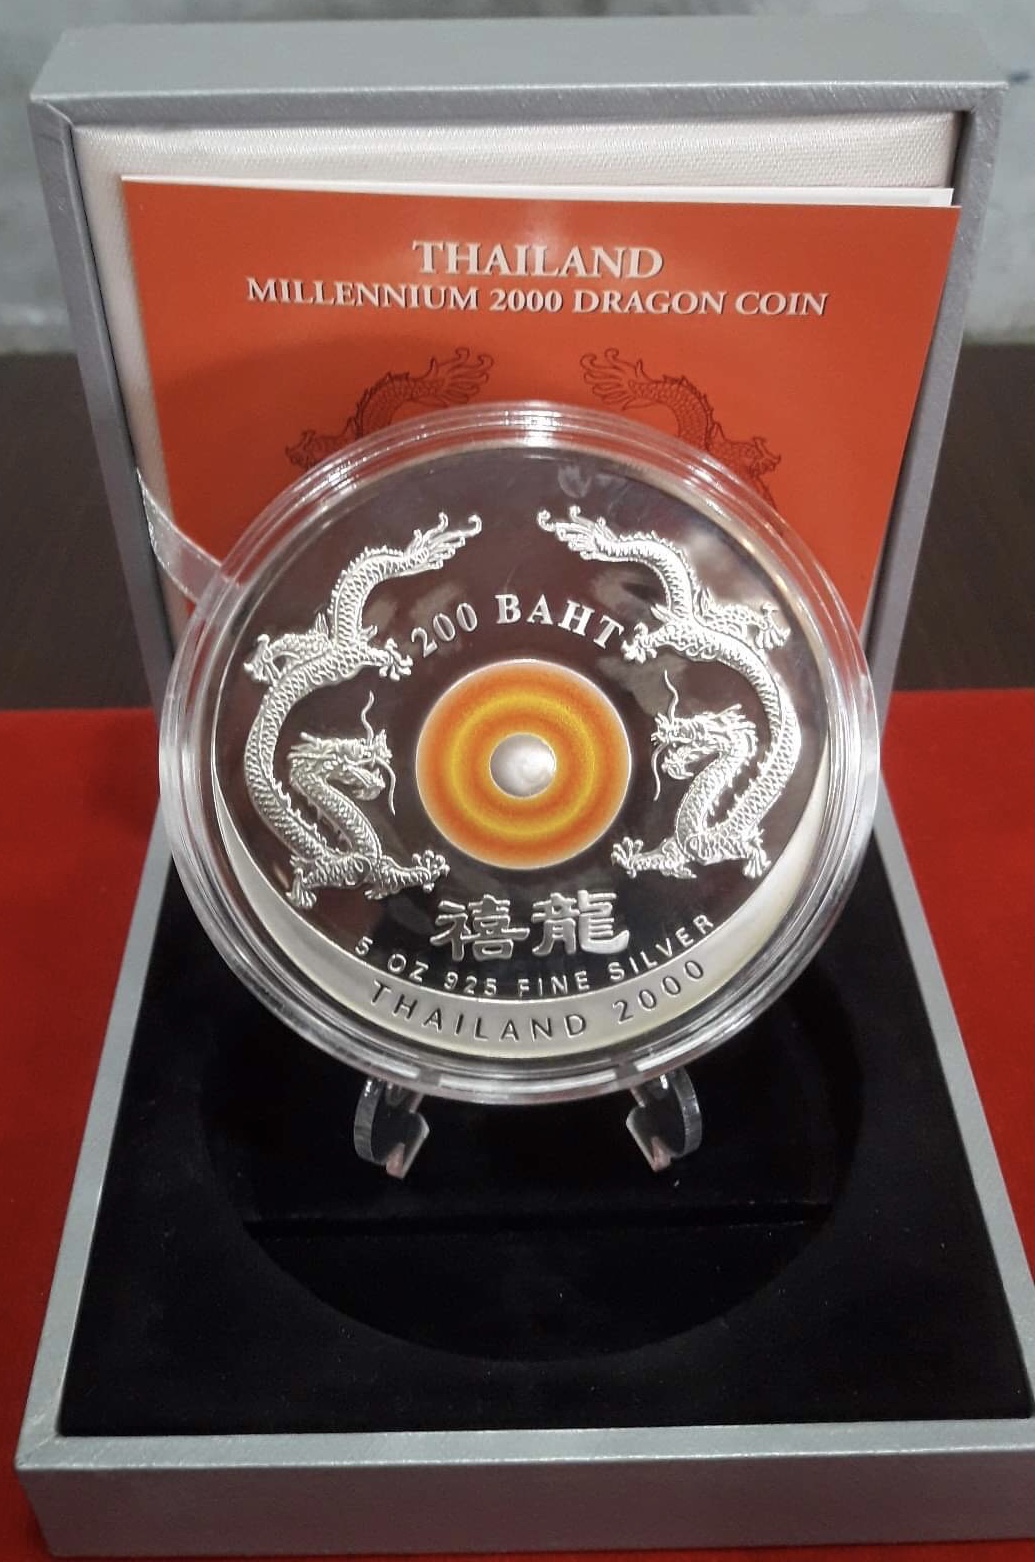 THAILAND
MILLENNIUM 2000 DRAGON COIN
200 BAHT
禧龍
5 OZ 925 FINE SILVER
THAILAND 2000